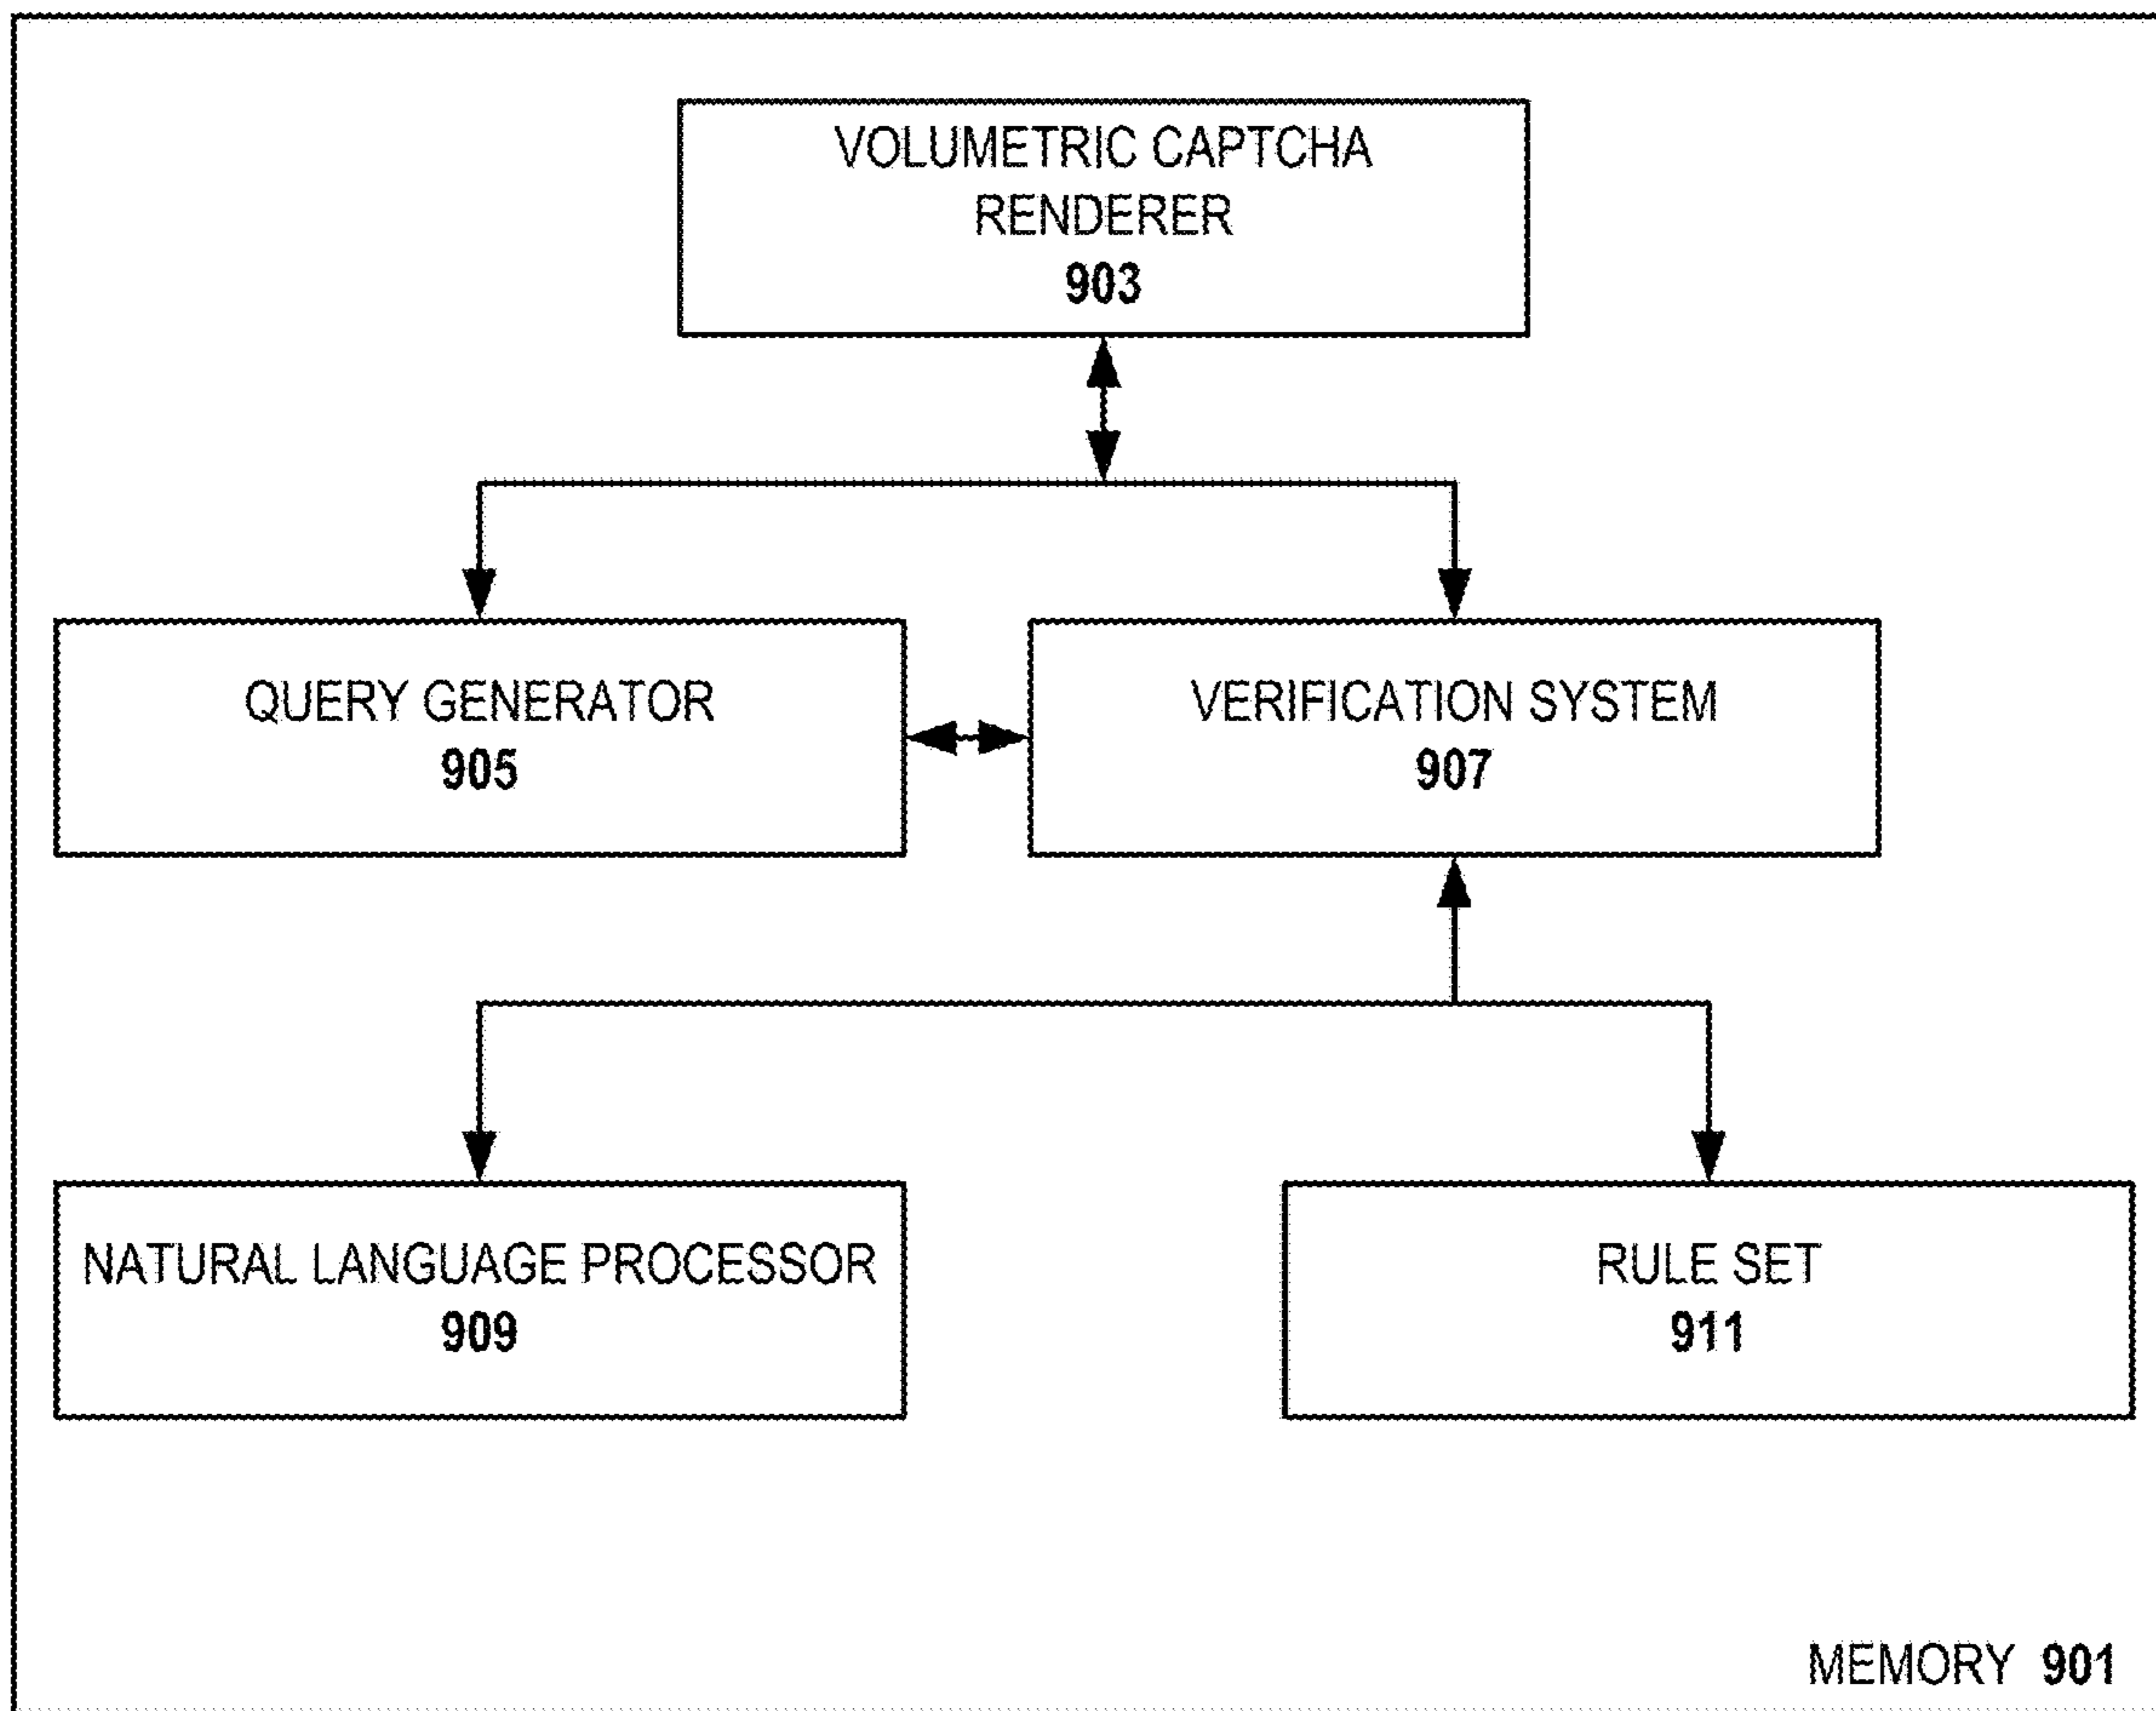 VOLUMETRIC CAPTCHA
RENDERER
903
QUERY GENERATOR
905
VERIFICATION SYSTEM
907
NATURAL LANGUAGE PROCESSOR
909
RULE SET
911
MEMORY 901